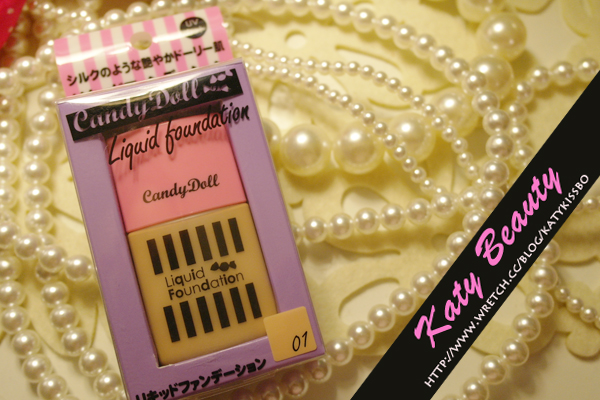 UV
シルクのような艶やかドーリー肌
CandyDoll
Liquid foundation
CandyDoll
Liquid
Foundation
01
リキッドファンデーション
Katy Beauty
HTTP://WWW.WRETCH.CC/BLOG/KATYKISSBO